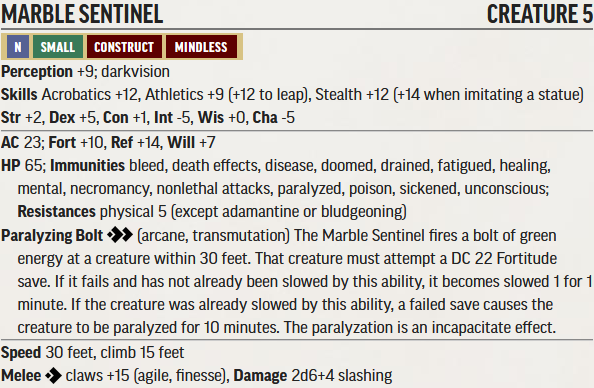 MARBLE SENTINEL CREATURE 5
N SMALL CONSTRUCT MINDLESS
Perception +9; darkvision
Skills Acrobatics +12, Athletics +9 (+12 to leap), Stealth +12 (+14 when imitating a statue)
Str +2, Dex +5, Con +1, Int -5, Wis +0, Cha -5
AC 23; Fort +10, Ref +14, Will +7
HP 65; Immunities bleed, death effects, disease, doomed, drained, fatigued, healing,
mental, necromancy, nonlethal attacks, paralyzed, poison, sickened, unconscious;
Resistances physical 5 (except adamantine or bludgeoning)
Paralyzing Bolt (arcane, transmutation) The Marble Sentinel fires a bolt of green
energy at a creature within 30 feet. That creature must attempt a DC 22 Fortitude
save. If it fails and has not already been slowed by this ability, it becomes slowed 1 for 1
minute. If the creature was already slowed by this ability, a failed save causes the
creature to be paralyzed for 10 minutes. The paralyzation is an incapacitate effect.
Speed 30 feet, climb 15 feet
Melee claws +15 (agile, finesse), Damage 2d6+4 slashing